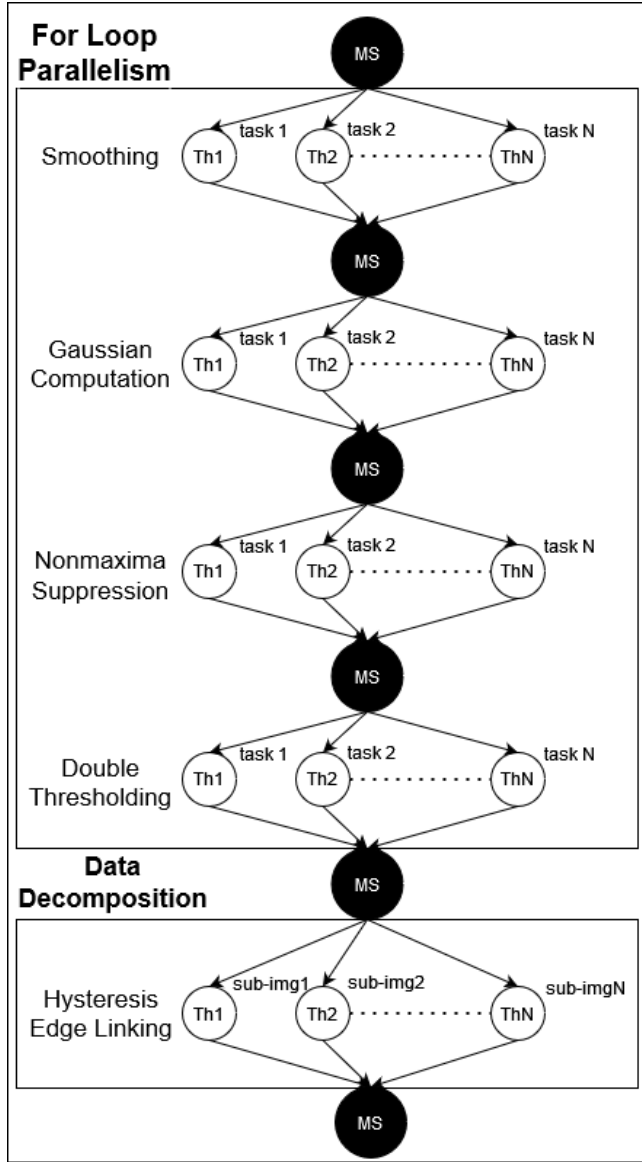 For Loop
Parallelism
MS
task 1 task 2 task N
Smoothing Th1 Th2 ThN
MS
task 1 task 2 task N
Gaussian
Computation
Th1 Th2 ThN
MS
task 1 task 2 task N
Nonmaxima
Suppression
Th1 Th2 ThN
MS
task 1 task 2 task N
Double
Thresholding
Th1 Th2 ThN
Data
Decomposition
MS
sub-img1 sub-img2 sub-imgN
Hysteresis
Edge Linking
Th1 Th2 ThN
MS